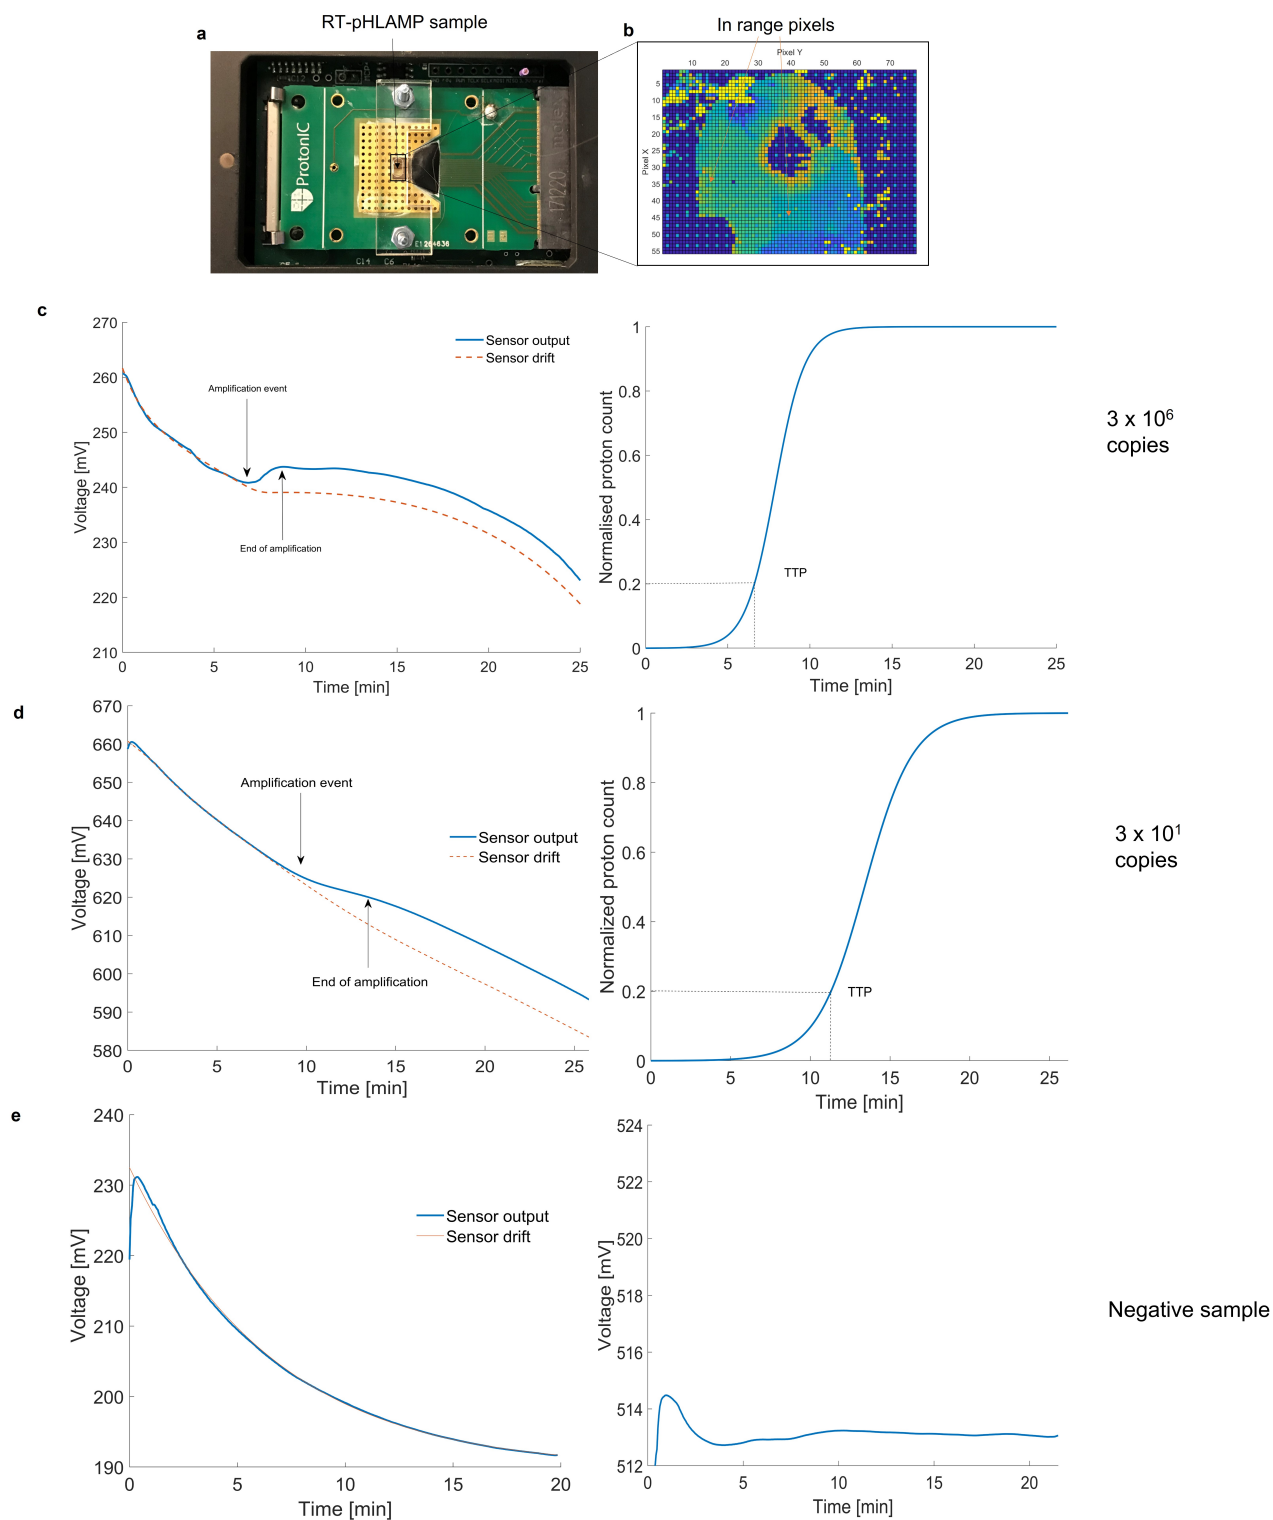 RT-pHLAMP sample
In range pixels
a
b
ProtonIC
171220
E1264636
C14 C6
Pixel Y
10 20 30 40 50 60 70
Pixel X
5
10
15
20
25
30
35
40
45
50
55
c
270
260
250
240
230
220
210
Voltage [mV]
Sensor output
Sensor drift
Amplification event
End of amplification
0 5 10 15 20 25
Time [min]
1
0.8
0.6
0.4
0.2
0
Normalised proton count
TTP
0 5 10 15 20 25
Time [min]
3 x 10⁶
copies
d
670
660
650
640
630
620
610
600
590
580
Voltage [mV]
Amplification event
Sensor output
Sensor drift
End of amplification
0 5 10 15 20 25
Time [min]
1
0.8
0.6
0.4
0.2
0
Normalized proton count
TTP
0 5 10 15 20 25
Time [min]
3 x 10¹
copies
e
240
230
220
210
200
190
Voltage [mV]
Sensor output
Sensor drift
0 5 10 15 20
Time [min]
524
522
520
518
516
514
512
Voltage [mV]
0 5 10 15 20
Time [min]
Negative sample